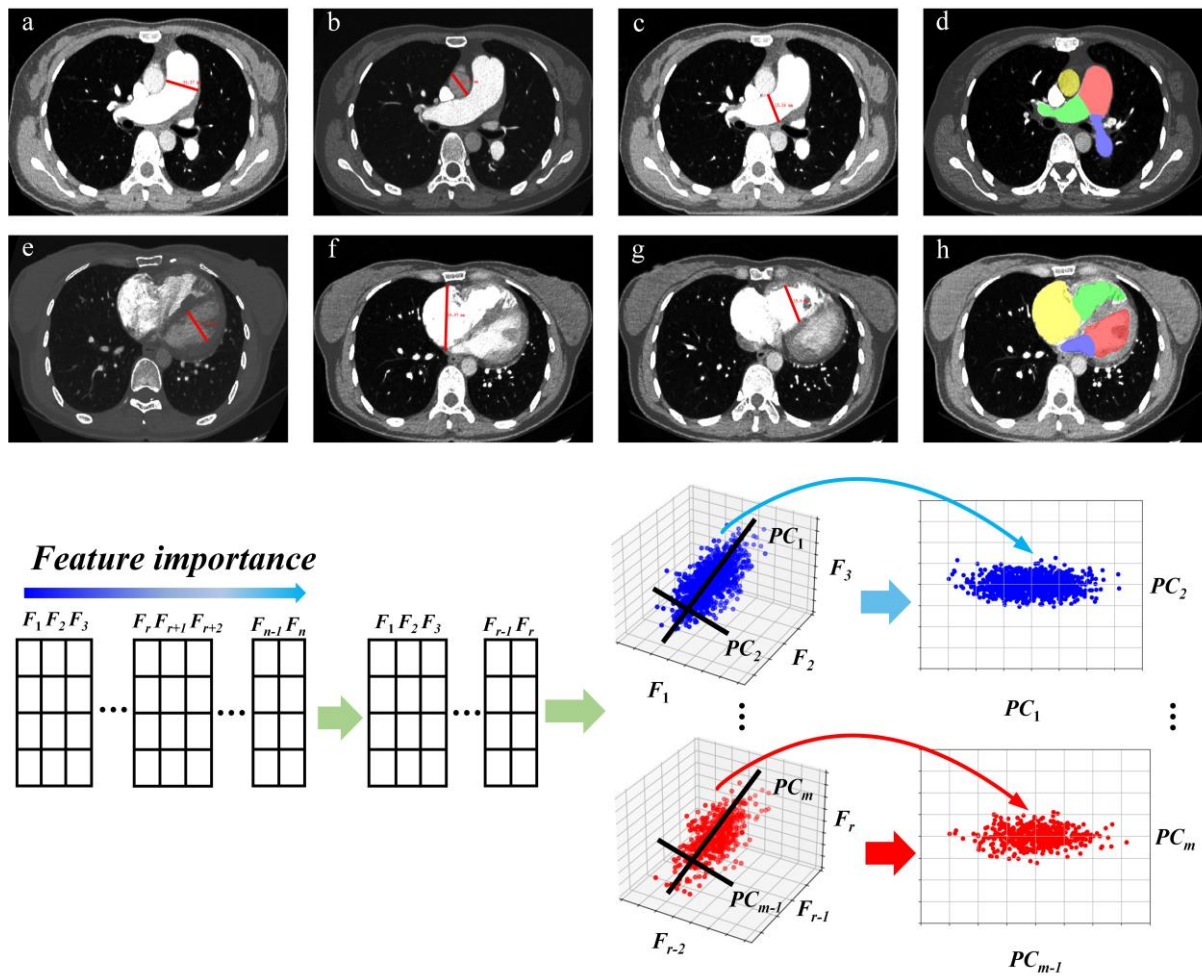 a
b
c
d
e
f
g
h
Feature importance
F1 F2 F3
Fr Fr+1 Fr+2
Fn-1 Fn
F1 F2 F3
Fr-1 Fr
...
...
...
PC1
PC2
F1
F2
F3
PC2
PC1
⋮
⋮
PCm
PCm-1
Fr-2
Fr-1
Fr
PCm
PCm-1